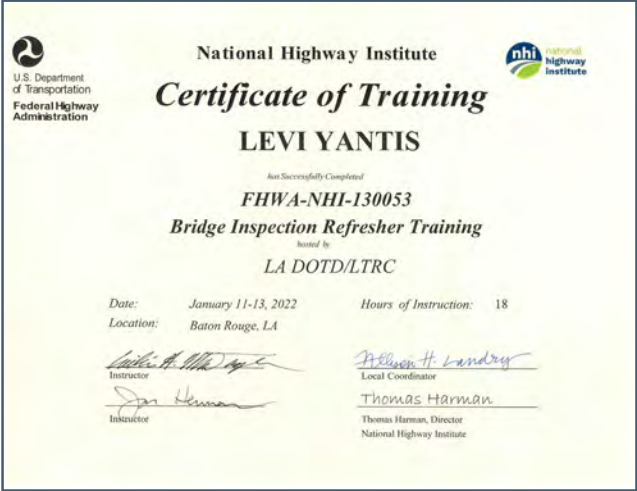 U.S. Department
of Transportation
Federal Highway
Administration
National Highway Institute
nhi national
highway
institute
Certificate of Training
LEVI YANTIS
has Successfully Completed
FHWA-NHI-130053
Bridge Inspection Refresher Training
hosted by
LA DOTD/LTRC
Date: January 11-13, 2022
Hours of Instruction: 18
Location: Baton Rouge, LA
Instructor
Allison H. Landry
Local Coordinator
Instructor
Thomas Harman
Thomas Harman, Director
National Highway Institute